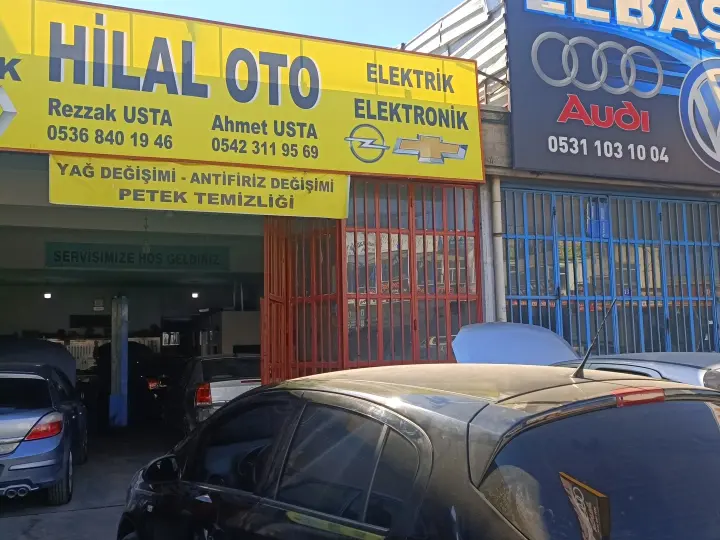 K HİLAL OTO
Rezzak USTA
0536 840 19 46
Ahmet USTA
0542 311 95 69
ELEKTRİK
ELEKTRONİK
YAĞ DEĞİŞİMİ - ANTİFİRİZ DEĞİŞİMİ
PETEK TEMİZLİĞİ
SERVİSİMİZE HOŞ GELDİNİZ
ELBAS
Audi
0531 103 10 04